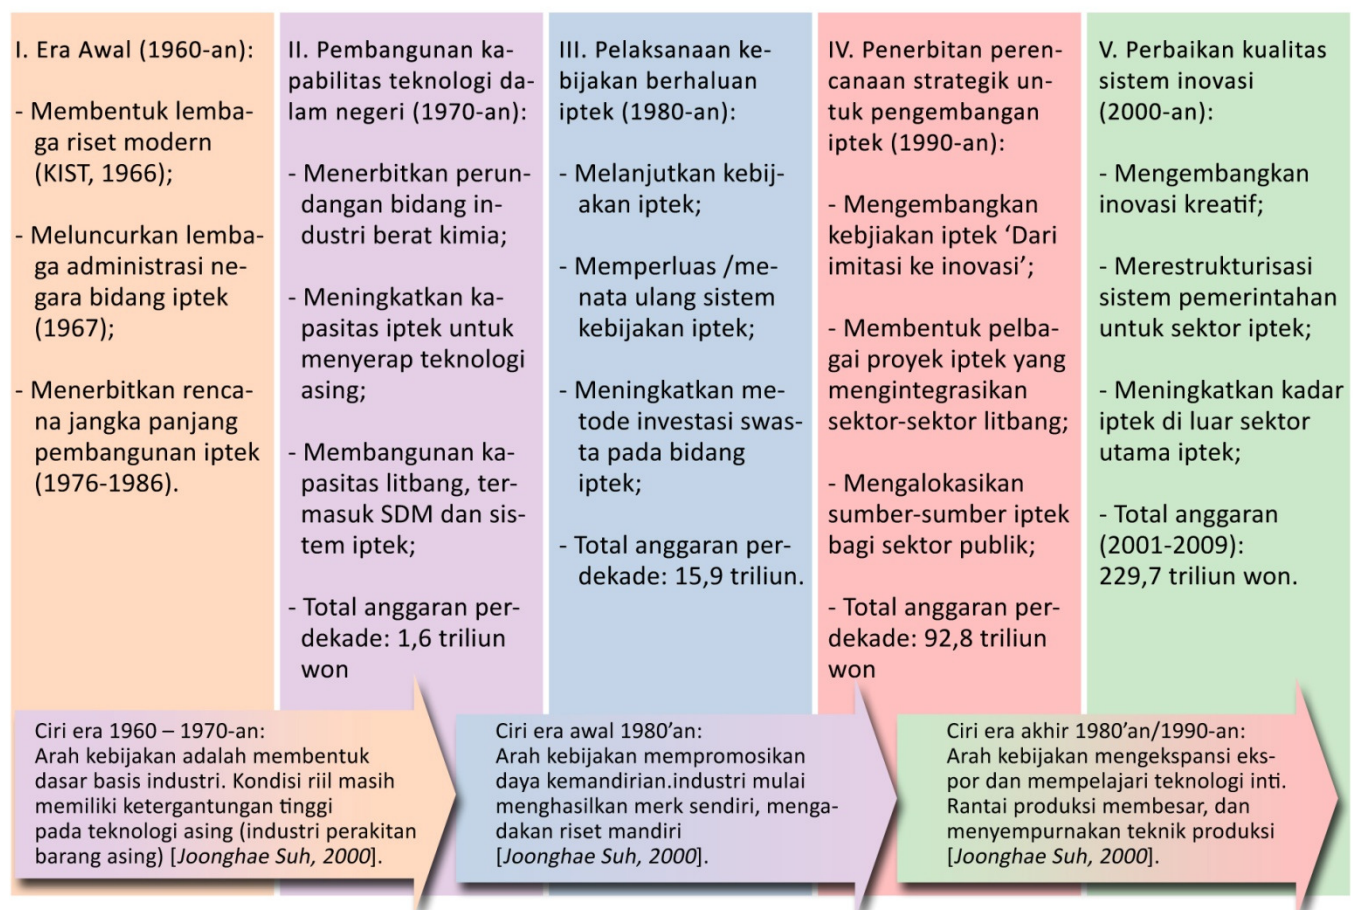 I. Era Awal (1960-an):
- Membentuk lemba-
ga riset modern
(KIST, 1966);
- Meluncurkan lemba-
ga administrasi ne-
gara bidang iptek
(1967);
- Menerbitkan renca-
na jangka panjang
pembangunan iptek
(1976-1986).
II. Pembangunan ka-
pabilitas teknologi da-
lam negeri (1970-an):
- Menerbitkan perun-
dangan bidang in-
dustri berat kimia;
- Meningkatkan ka-
pasitas iptek untuk
menyerap teknologi
asing;
- Membangunan ka-
pasitas litbang, ter-
masuk SDM dan sis-
tem iptek;
- Total anggaran per-
dekade: 1,6 triliun
won
III. Pelaksanaan ke-
bijakan berhaluan
iptek (1980-an):
- Melanjutkan kebij-
akan iptek;
- Memperluas /me-
nata ulang sistem
kebijakan iptek;
- Meningkatkan me-
tode investasi swas-
ta pada bidang
iptek;
- Total anggaran per-
dekade: 15,9 triliun.
IV. Penerbitan peren-
canaan strategik un-
tuk pengembangan
iptek (1990-an):
- Mengembangkan
kebjiakan iptek ‘Dari
imitasi ke inovasi’;
- Membentuk pelba-
gai proyek iptek yang
mengintegrasikan
sektor-sektor litbang;
- Mengalokasikan
sumber-sumber iptek
bagi sektor publik;
- Total anggaran per-
dekade: 92,8 triliun
won
V. Perbaikan kualitas
sistem inovasi
(2000-an):
- Mengembangkan
inovasi kreatif;
- Merestrukturisasi
sistem pemerintahan
untuk sektor iptek;
- Meningkatkan kadar
iptek di luar sektor
utama iptek;
- Total anggaran
(2001-2009):
229,7 triliun won.
Ciri era 1960 – 1970-an:
Arah kebijakan adalah membentuk
dasar basis industri. Kondisi riil masih
memiliki ketergantungan tinggi
pada teknologi asing (industri perakitan
barang asing) [Joonghae Suh, 2000].
Ciri era awal 1980’an:
Arah kebijakan mempromosikan
daya kemandirian.industri mulai
menghasilkan merk sendiri, menga-
dakan riset mandiri
[Joonghae Suh, 2000].
Ciri era akhir 1980’an/1990-an:
Arah kebijakan mengekspansi eks-
por dan mempelajari teknologi inti.
Rantai produksi membesar, dan
menyempurnakan teknik produksi
[Joonghae Suh, 2000].